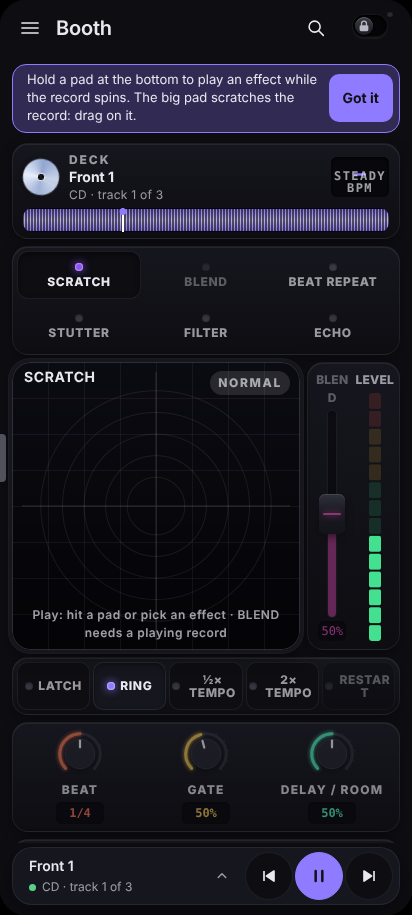 Booth
Hold a pad at the bottom to play an effect while
the record spins. The big pad scratches the
record: drag on it.
Got it
DECK
Front 1
CD · track 1 of 3
STEADY
BPM
SCRATCH
BLEND
BEAT REPEAT
STUTTER
FILTER
ECHO
SCRATCH
NORMAL
Play: hit a pad or pick an effect · BLEND
needs a playing record
BLEN
D
LEVEL
50%
LATCH
RING
½×
TEMPO
2×
TEMPO
RESTAR
T
BEAT
GATE
DELAY / ROOM
1/4
50%
50%
Front 1
CD · track 1 of 3